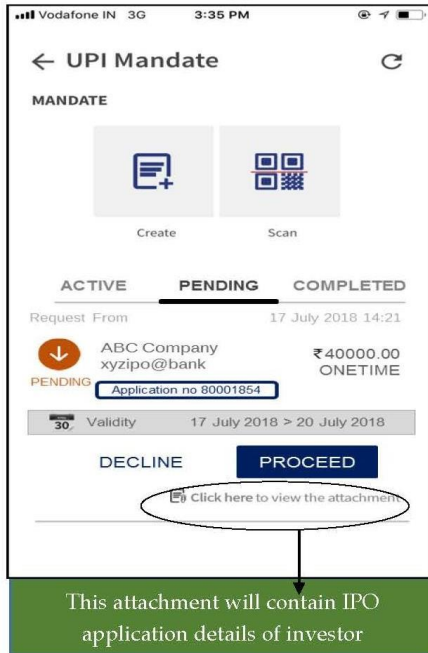 Vodafone IN 3G 3:35 PM
← UPI Mandate
MANDATE
Create Scan
ACTIVE PENDING COMPLETED
Request From 17 July 2018 14:21
ABC Company ₹40000.00
xyzipo@bank ONETIME
PENDING
Application no 80001854
30 Validity 17 July 2018 > 20 July 2018
DECLINE PROCEED
Click here to view the attachment
This attachment will contain IPO
application details of investor